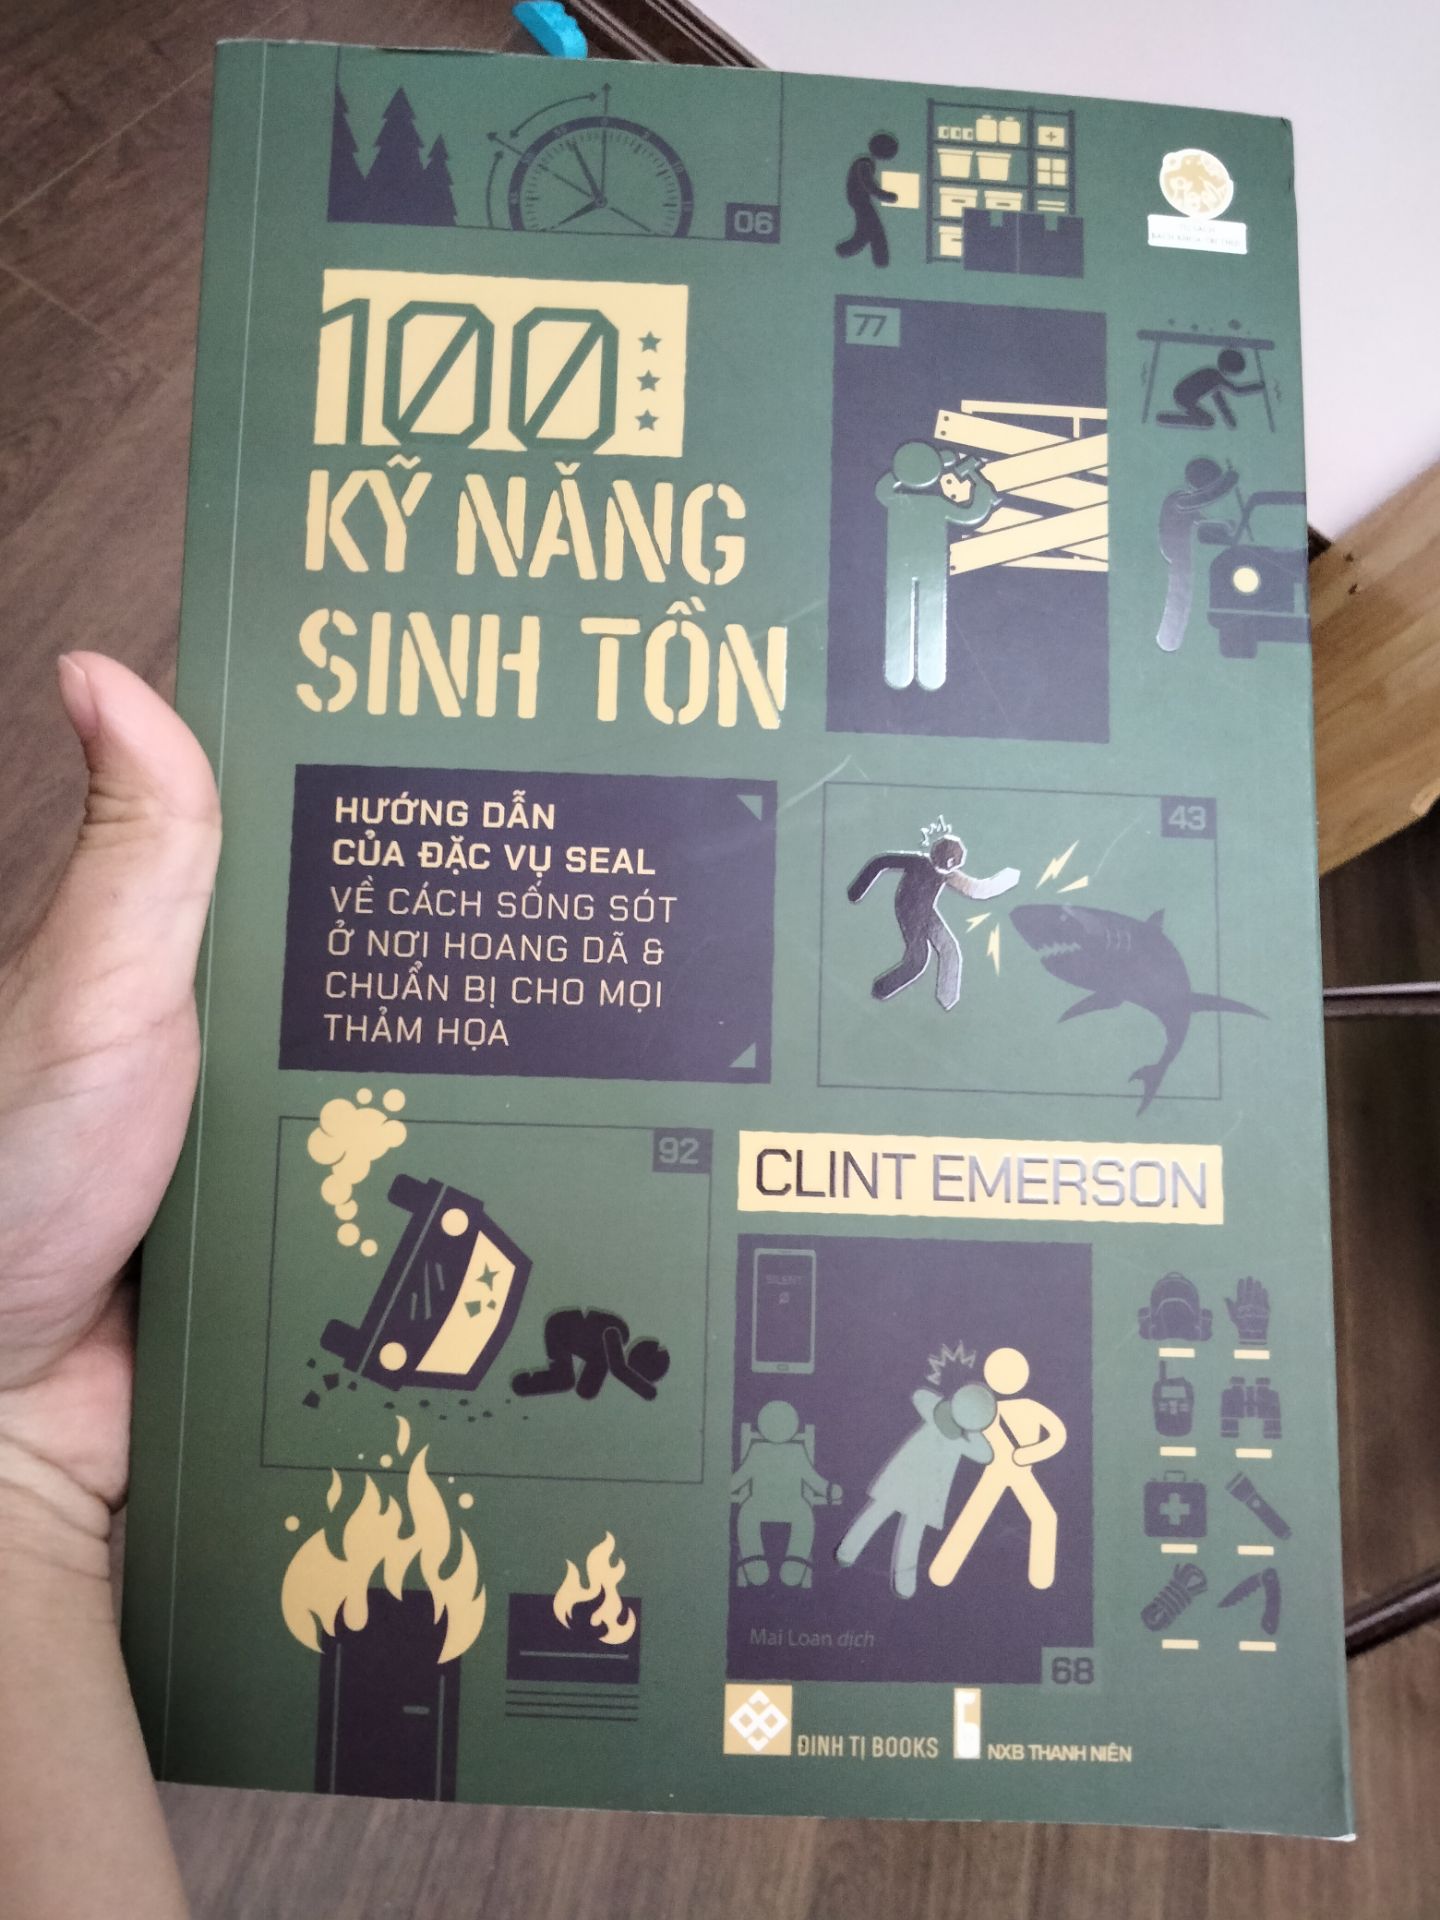 06
100
KỸ NĂNG
SINH TỒN
77
HƯỚNG DẪN
CỦA ĐẶC VỤ SEAL
VỀ CÁCH SỐNG SÓT
Ở NƠI HOANG DÃ &
CHUẨN BỊ CHO MỌI
THẢM HỌA
43
92
CLINT EMERSON
SILENT
Mai Loan dịch
68
ĐINH TỊ BOOKS
NXB THANH NIÊN